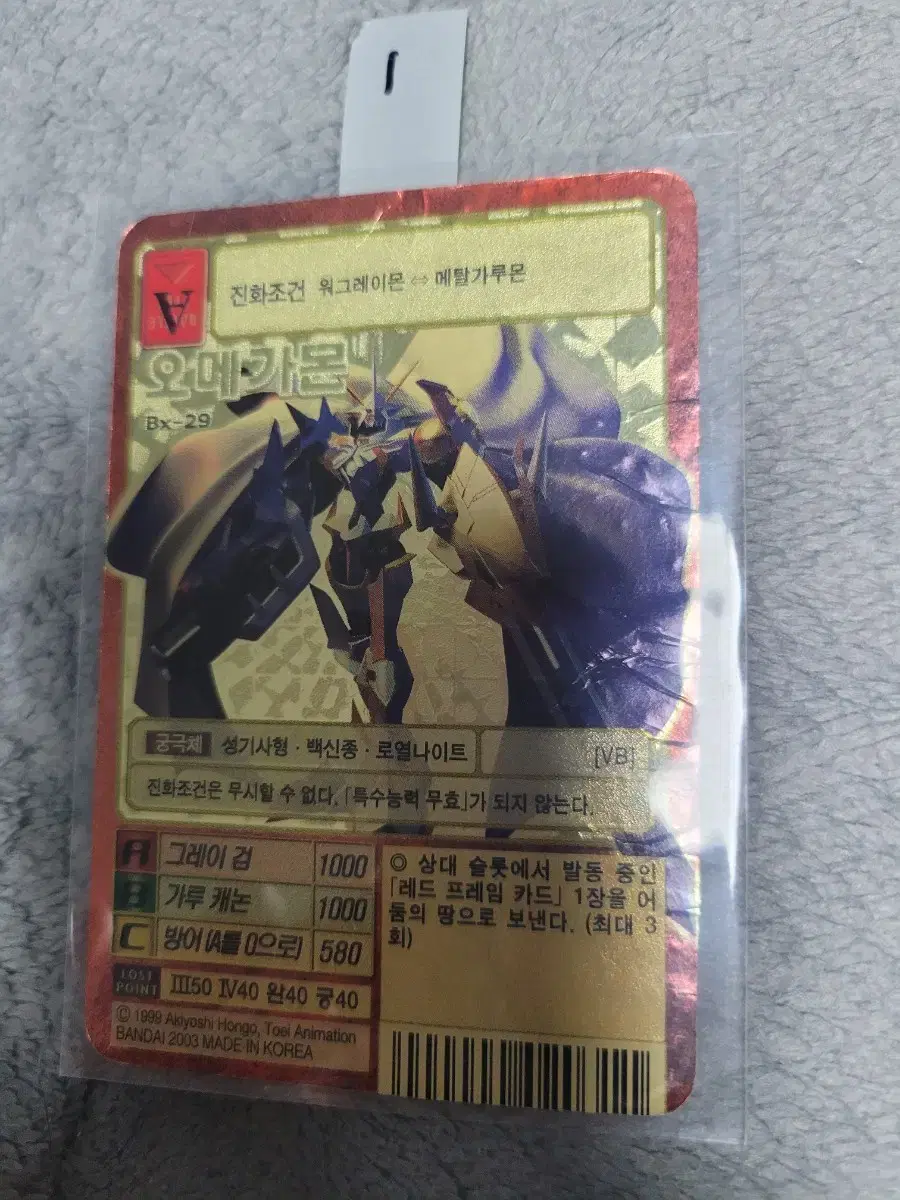 1
진화조건 워그레이몬 ⇔ 메탈가루몬
A
오메가몬
Bx-29
궁극체 성기사형 · 백신종 · 로열나이트 [VB]
진화조건은 무시할 수 없다. 「특수능력 무효」가 되지 않는다.
A 그레이 검 1000
B 가루 캐논 1000
C 방어 (A를 0으로) 580
LOST
POINT
III50 IV40 완40 궁40
◎ 상대 슬롯에서 발동 중인
「레드 프레임 카드」 1장을 어
둠의 땅으로 보낸다. (최대 3
회)
© 1999 Akiyoshi Hongo, Toei Animation
BANDAI 2003 MADE IN KOREA